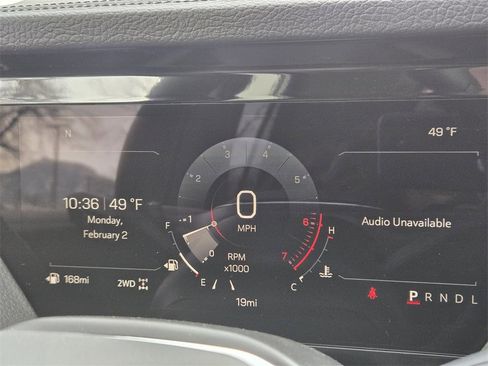 N
49 °F
10:36 | 49 °F
Monday,
February 2
168mi
2WD
2 3 4 5
1 6
0 7
0
MPH
RPM
x1000
F
E
H
C
19mi
Audio Unavailable
P R N D L